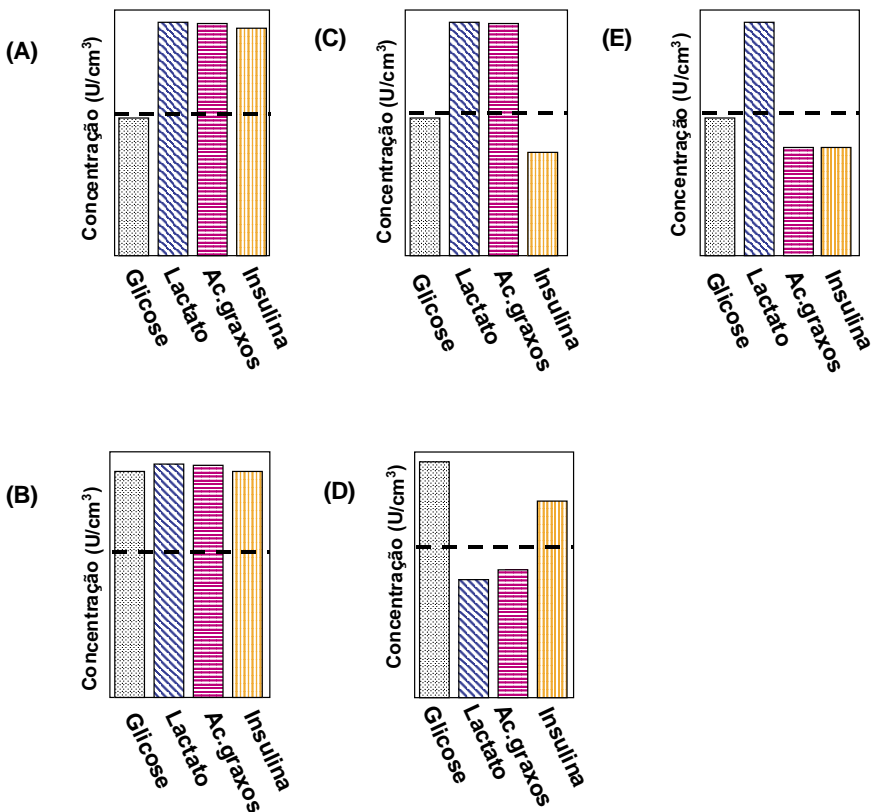 (A)
Concentração (U/cm³)
Glicose
Lactato
Ac.graxos
Insulina
(C)
Concentração (U/cm³)
Glicose
Lactato
Ac.graxos
Insulina
(E)
Concentração (U/cm³)
Glicose
Lactato
Ac.graxos
Insulina
(B)
Concentração (U/cm³)
Glicose
Lactato
Ac.graxos
Insulina
(D)
Concentração (U/cm³)
Glicose
Lactato
Ac.graxos
Insulina